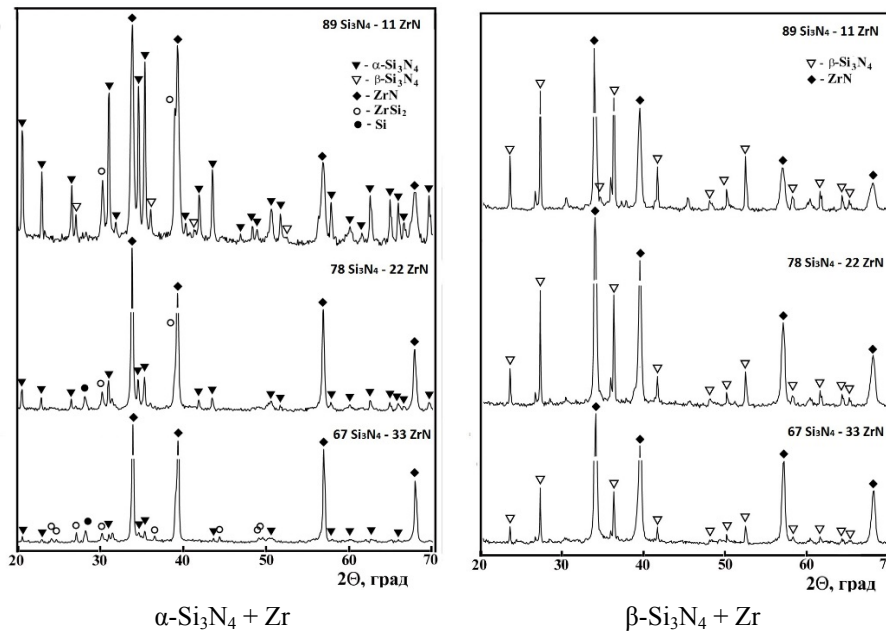 89 Si₃N₄ - 11 ZrN
▼ - α-Si₃N₄
▽ - β-Si₃N₄
◆ - ZrN
○ - ZrSi₂
● - Si
78 Si₃N₄ - 22 ZrN
67 Si₃N₄ - 33 ZrN
20 30 40 50 60 70
2Θ, град
α-Si₃N₄ + Zr
89 Si₃N₄ - 11 ZrN
▽ - β-Si₃N₄
◆ - ZrN
78 Si₃N₄ - 22 ZrN
67 Si₃N₄ - 33 ZrN
20 30 40 50 60 70
2Θ, град
β-Si₃N₄ + Zr